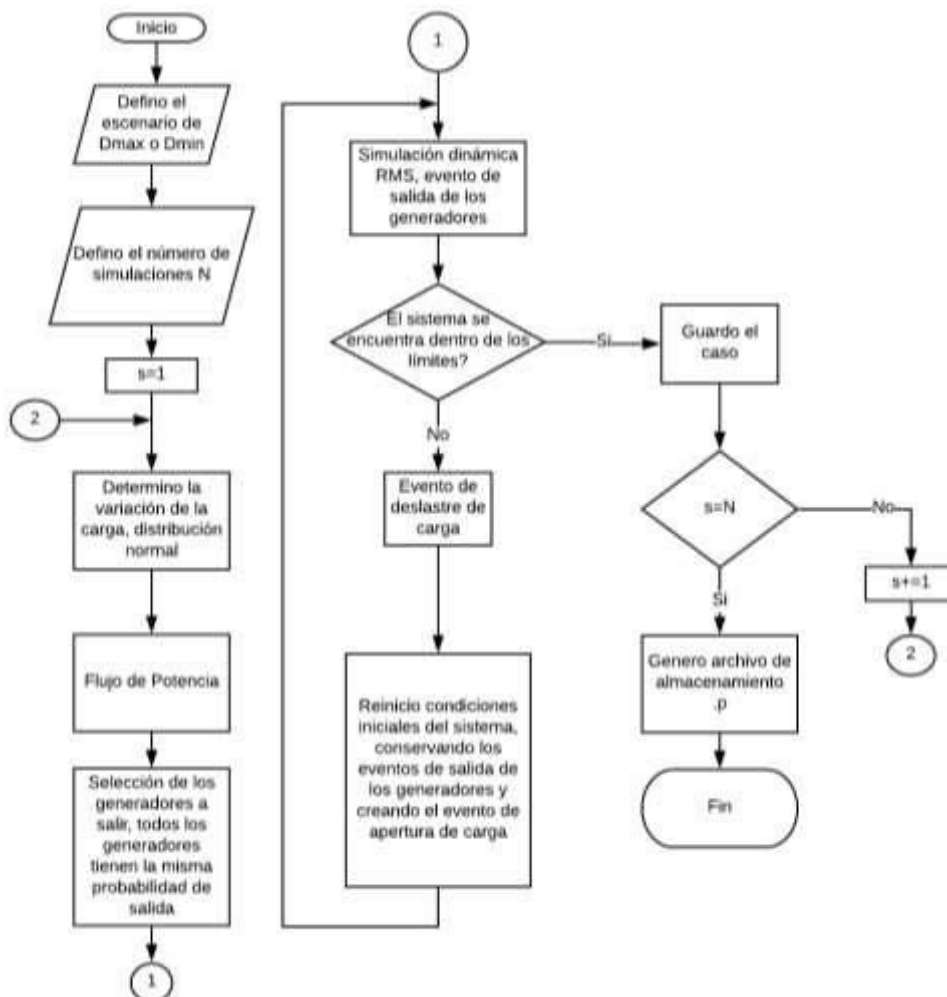 Inicio
Defino el
escenario de
Dmax o Dmin
Defino el número de
simulaciones N
s=1
2
Determino la
variación de la
carga, distribución
normal
Flujo de Potencia
Selección de los
generadores a
salir, todos los
generadores
tienen la misma
probabilidad de
salida
1
1
Simulación dinámica
RMS, evento de
salida de los
generadores
El sistema se
encuentra dentro de los
límites?
Si
No
Evento de
deslastre de
carga
Reinicio condiciones
iniciales del sistema,
conservando los
eventos de salida de
los generadores y
creando el evento de
apertura de carga
Guardo el
caso
s=N
No
Si
s+=1
2
Genero archivo de
almacenamiento
.p
Fin